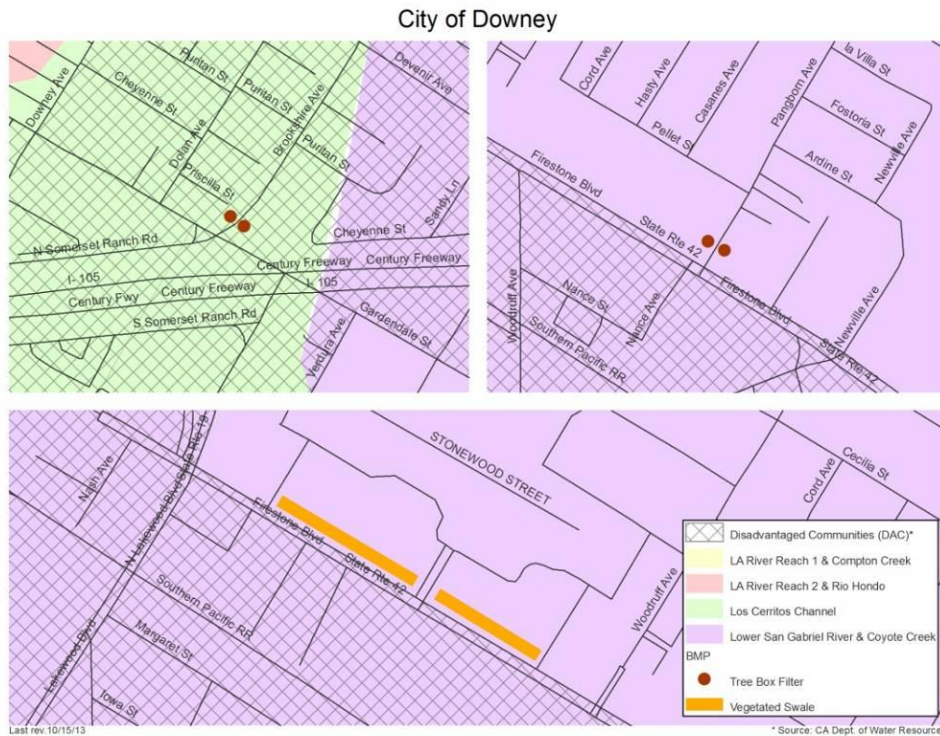 City of Downey
Downey Ave
Cheyenne St
Puritan St
Puritan St
Puritan St
Dolan Ave
Brookshire Ave
Priscilla St
Devenir Ave
Sandy Ln
Cheyenne St
N Somerset Ranch Rd
I- 105
Century Fwy
Century Freeway
Century Freeway
Century Freeway
I- 105
S Somerset Ranch Rd
Verdura Ave
Gardendale St
Cord Ave
Hasty Ave
Casanes Ave
Pangborn Ave
la Villa St
Fostoria St
Newville Ave
Ardine St
Pellet St
Firestone Blvd
State Rte 42
Woodruff Ave
Nance St
Nance Ave
Southern Pacific RR
Firestone Blvd
State Rte 42
Newville Ave
Nash Ave
N Lakewood Blvd
State Rte 19
Lakewood Blvd
Firestone Blvd
State Rte 42
STONEWOOD STREET
Southern Pacific RR
Margaret St
Iowa St
Woodruff Ave
Cord Ave
Cecilia St
Disadvantaged Communities (DAC)*
LA River Reach 1 & Compton Creek
LA River Reach 2 & Rio Hondo
Los Cerritos Channel
Lower San Gabriel River & Coyote Creek
BMP
Tree Box Filter
Vegetated Swale
Last rev.10/15/13
* Source: CA Dept. of Water Resource